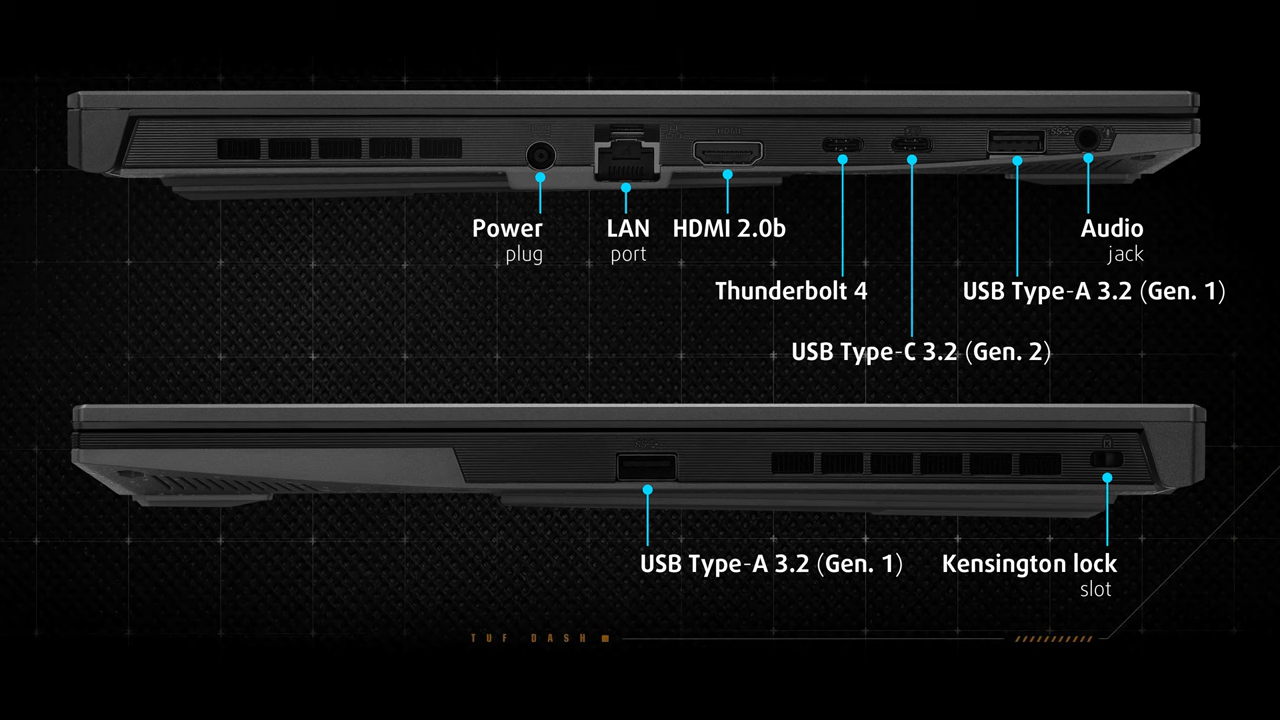 HDMI
Power
plug
LAN
port
HDMI 2.0b
Audio
jack
Thunderbolt 4
USB Type-A 3.2 (Gen. 1)
USB Type-C 3.2 (Gen. 2)
USB Type-A 3.2 (Gen. 1)
Kensington lock
slot
TUF DASH